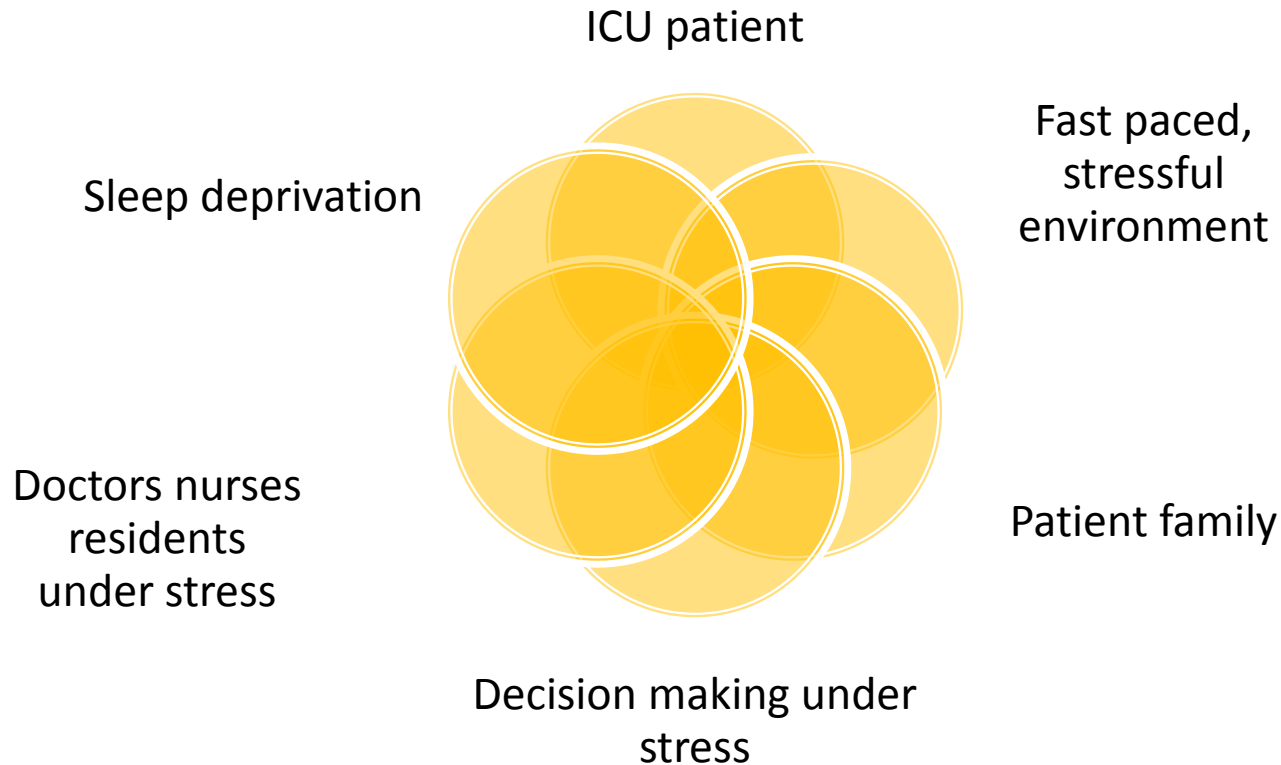 ICU patient
Fast paced,
stressful
environment
Patient family
Decision making under
stress
Doctors nurses
residents
under stress
Sleep deprivation